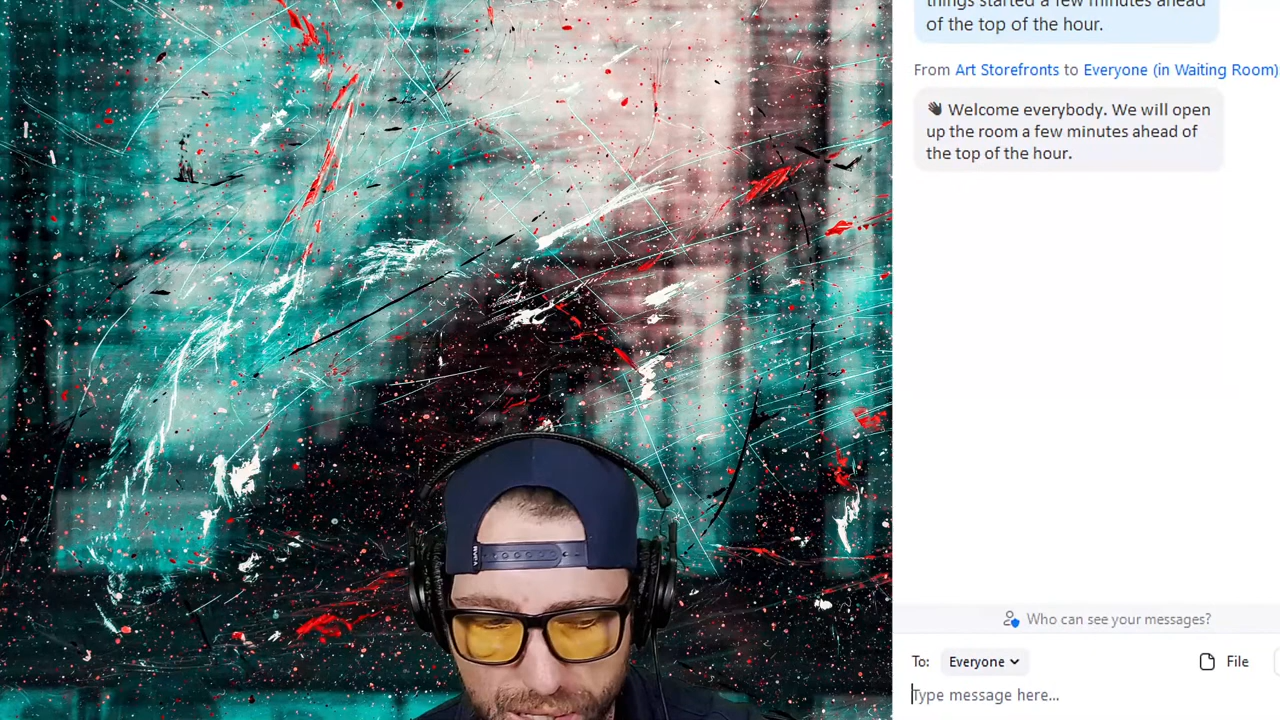 things started a few minutes ahead
of the top of the hour.
From Art Storefronts to Everyone (in Waiting Room)
👋 Welcome everybody. We will open
up the room a few minutes ahead of
the top of the hour.
Who can see your messages?
To: Everyone File
Type message here...